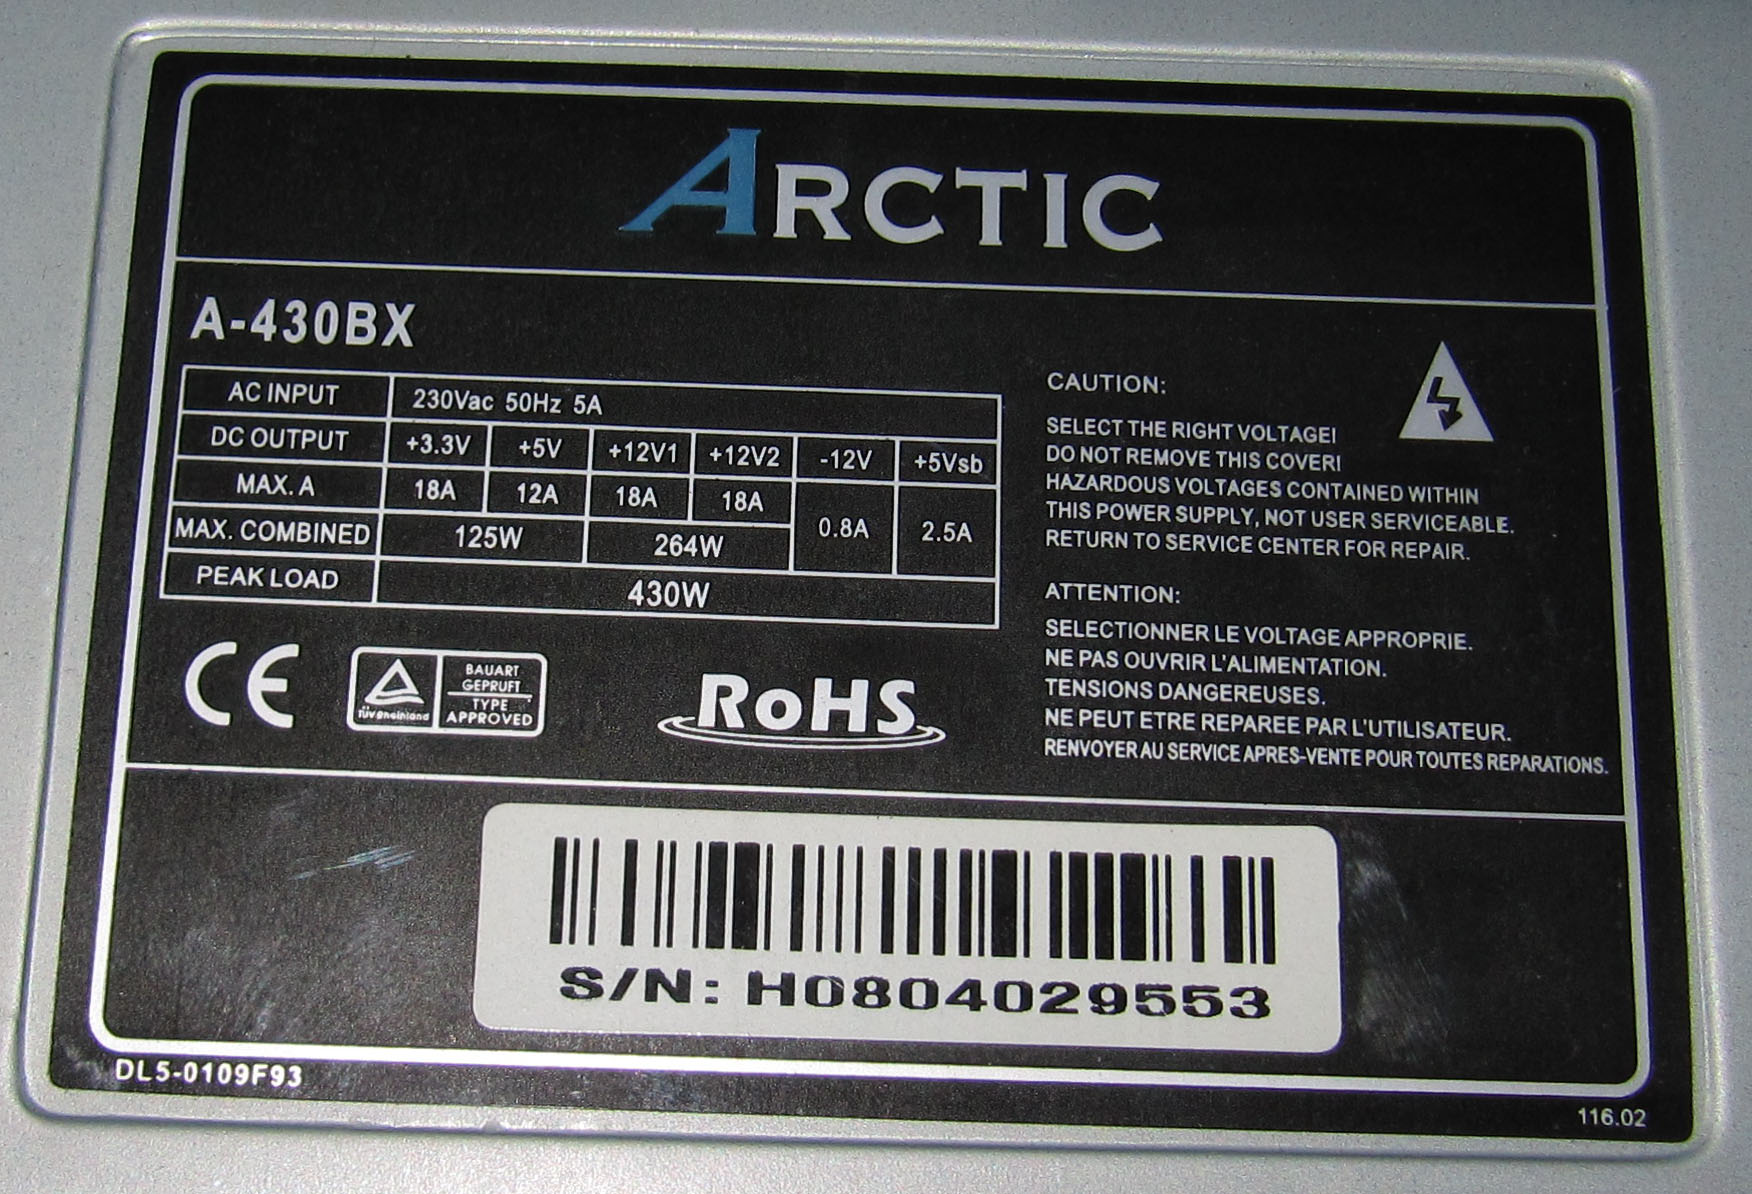 ARCTIC
A-430BX
AC INPUT 230Vac 50Hz 5A
DC OUTPUT +3.3V +5V +12V1 +12V2 -12V +5Vsb
MAX. A 18A 12A 18A 18A 0.8A 2.5A
MAX. COMBINED 125W 264W
PEAK LOAD 430W
CAUTION:
SELECT THE RIGHT VOLTAGE!
DO NOT REMOVE THIS COVER!
HAZARDOUS VOLTAGES CONTAINED WITHIN
THIS POWER SUPPLY, NOT USER SERVICEABLE.
RETURN TO SERVICE CENTER FOR REPAIR.
ATTENTION:
SELECTIONNER LE VOLTAGE APPROPRIE.
NE PAS OUVRIR L'ALIMENTATION.
TENSIONS DANGEREUSES.
NE PEUT ETRE REPAREE PAR L'UTILISATEUR.
RENVOYER AU SERVICE APRES-VENTE POUR TOUTES REPARATIONS.
CE
TÜVRheinland
BAUART
GEPRUFT
TYPE
APPROVED
RoHS
S/N: H0804029553
DL5-0109F93
116.02